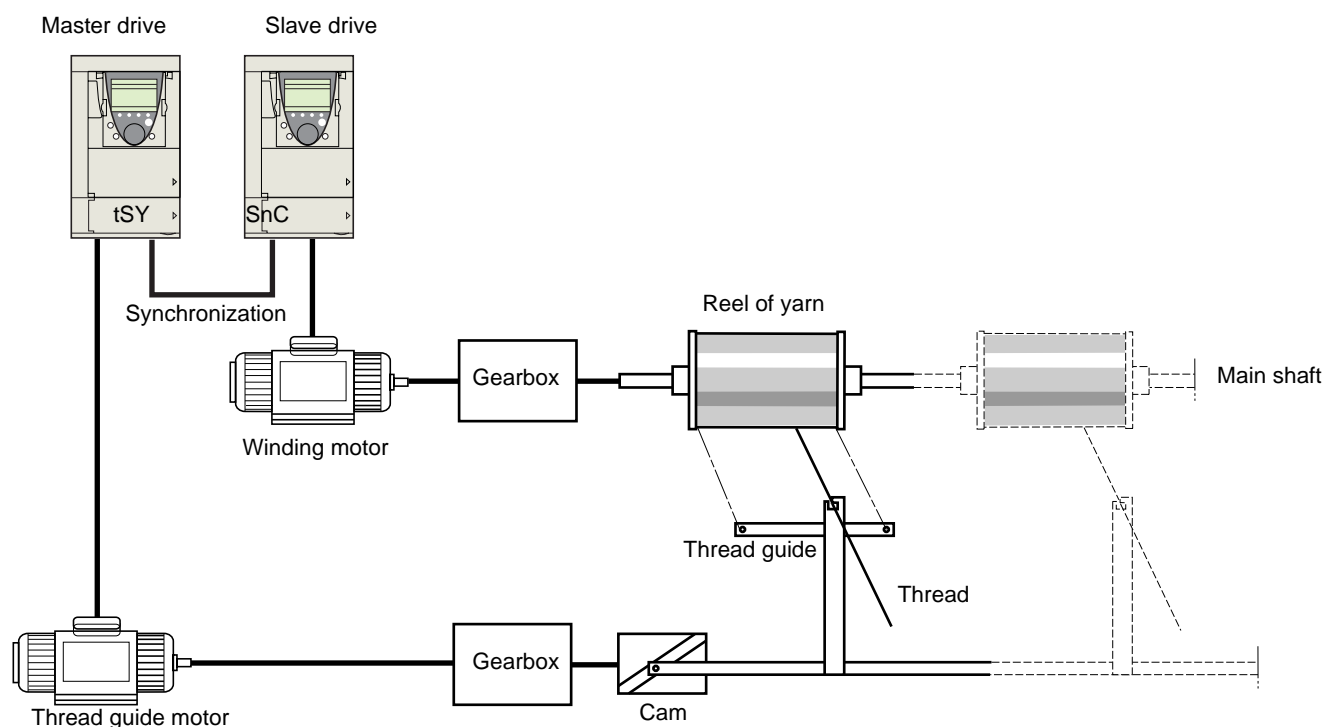 Master drive
Slave drive
tSY
SnC
Synchronization
Reel of yarn
Gearbox
Main shaft
Winding motor
Thread guide
Thread
Gearbox
Thread guide motor
Cam